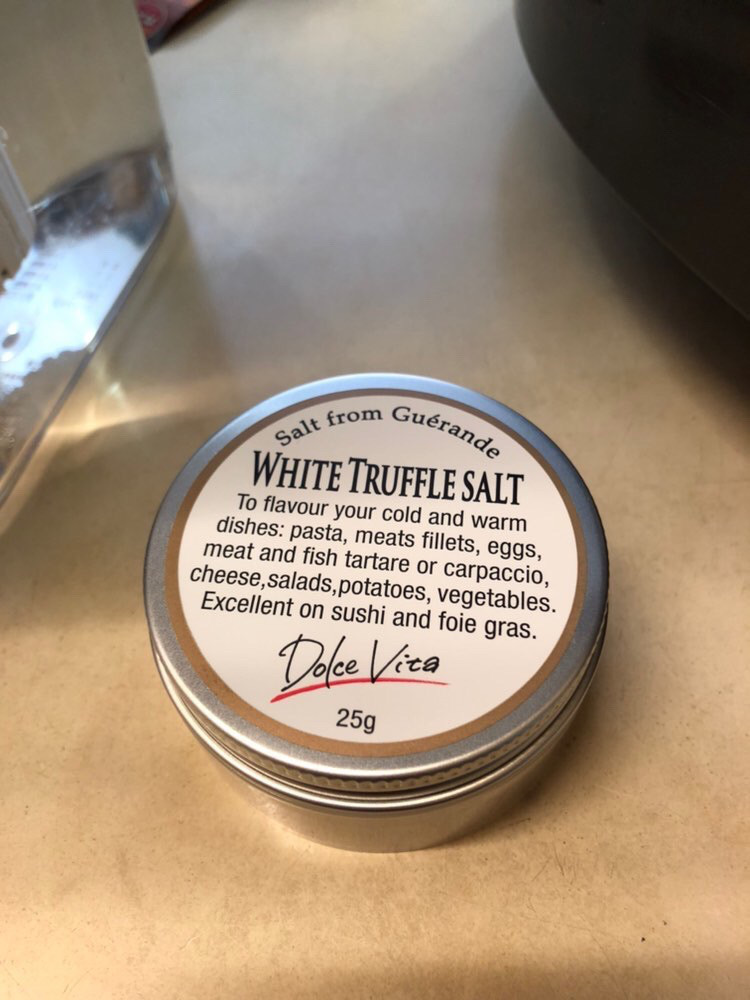 Salt from Guérande
WHITE TRUFFLE SALT
To flavour your cold and warm
dishes: pasta, meats fillets, eggs,
meat and fish tartare or carpaccio,
cheese,salads,potatoes, vegetables.
Excellent on sushi and foie gras.
Dolce Vita
25g